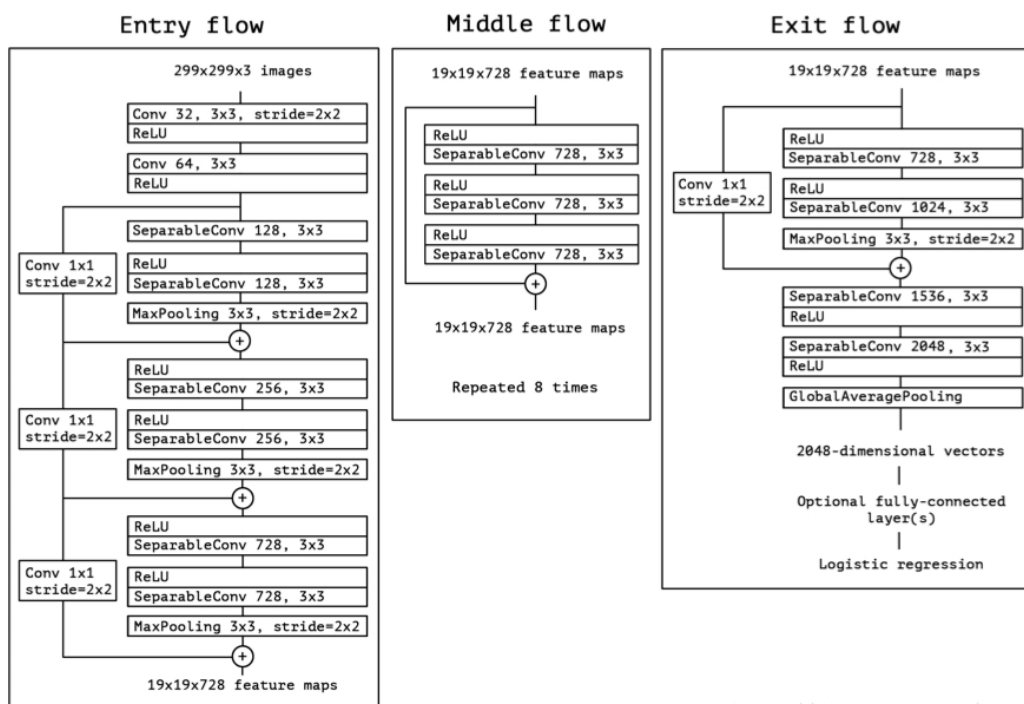 Entry flow
299x299x3 images
Conv 32, 3x3, stride=2x2
ReLU
Conv 64, 3x3
ReLU
SeparableConv 128, 3x3
Conv 1x1
stride=2x2
ReLU
SeparableConv 128, 3x3
MaxPooling 3x3, stride=2x2
+
ReLU
SeparableConv 256, 3x3
Conv 1x1
stride=2x2
ReLU
SeparableConv 256, 3x3
MaxPooling 3x3, stride=2x2
+
ReLU
SeparableConv 728, 3x3
Conv 1x1
stride=2x2
ReLU
SeparableConv 728, 3x3
MaxPooling 3x3, stride=2x2
+
19x19x728 feature maps
Middle flow
19x19x728 feature maps
ReLU
SeparableConv 728, 3x3
ReLU
SeparableConv 728, 3x3
ReLU
SeparableConv 728, 3x3
+
19x19x728 feature maps
Repeated 8 times
Exit flow
19x19x728 feature maps
ReLU
SeparableConv 728, 3x3
Conv 1x1
stride=2x2
ReLU
SeparableConv 1024, 3x3
MaxPooling 3x3, stride=2x2
+
SeparableConv 1536, 3x3
ReLU
SeparableConv 2048, 3x3
ReLU
GlobalAveragePooling
2048-dimensional vectors
Optional fully-connected
layer(s)
Logistic regression